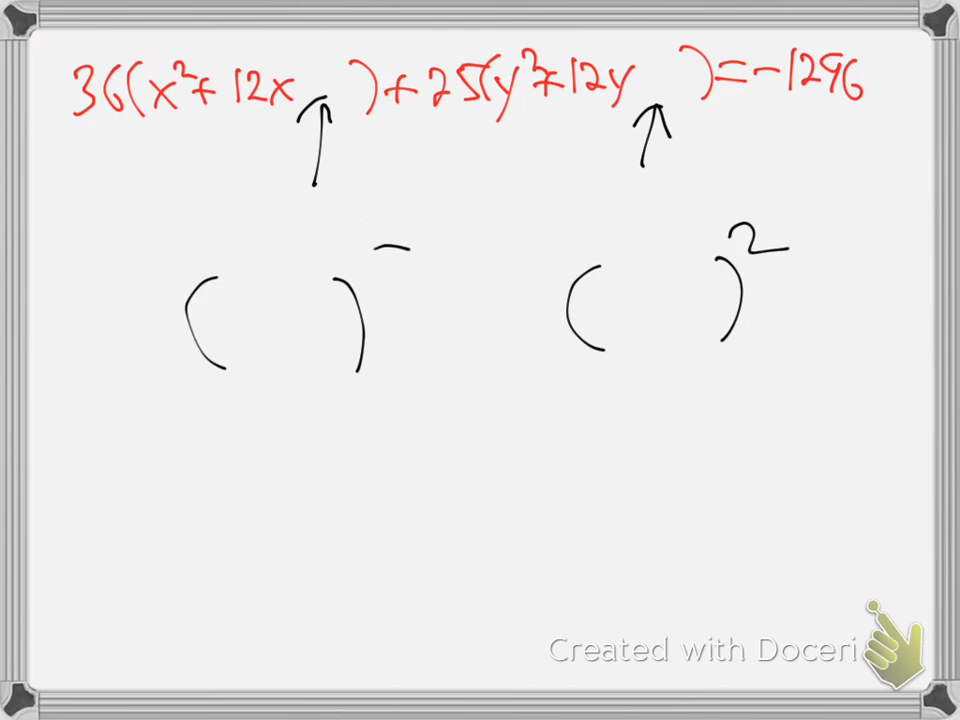 36(x²+12x   )+25(y²+12y   )=-1296
(   )⁻   (   )²
Created with Doceri